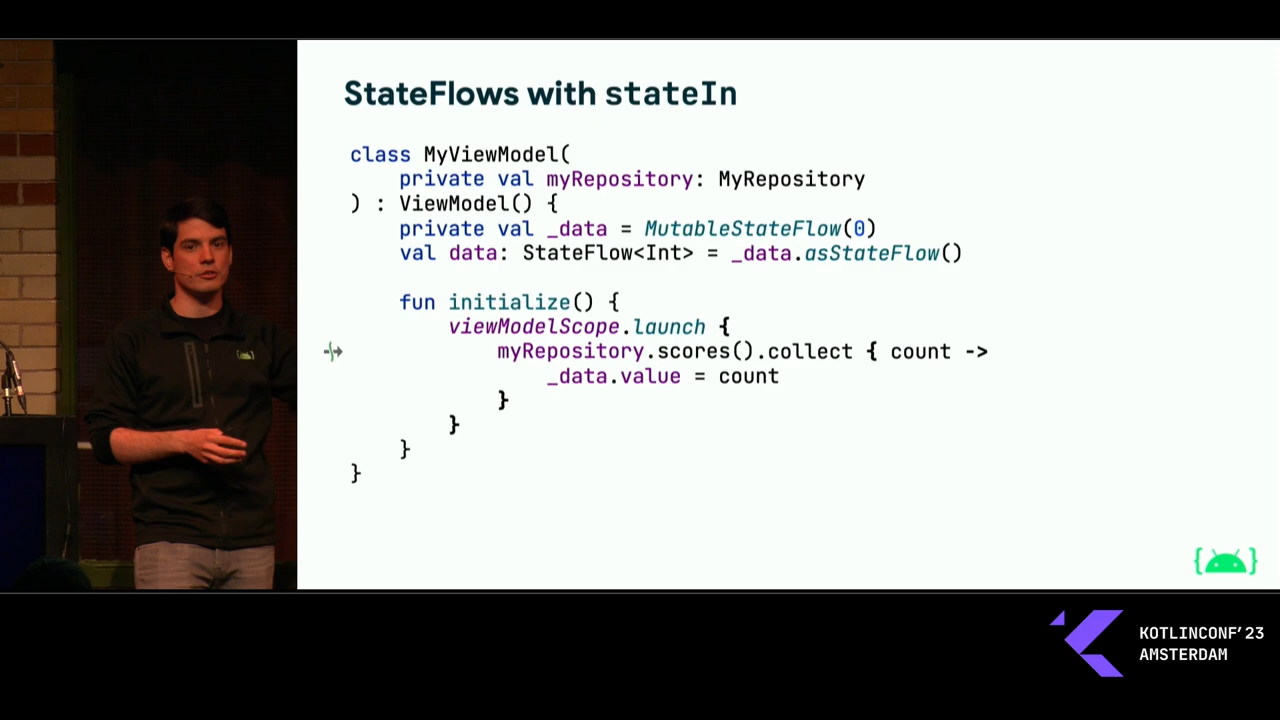 StateFlows with stateIn
class MyViewModel(
    private val myRepository: MyRepository
) : ViewModel() {
    private val _data = MutableStateFlow(0)
    val data: StateFlow<Int> = _data.asStateFlow()

    fun initialize() {
        viewModelScope.launch {
            myRepository.scores().collect { count ->
                _data.value = count
            }
        }
    }
}
KOTLINCONF'23
AMSTERDAM